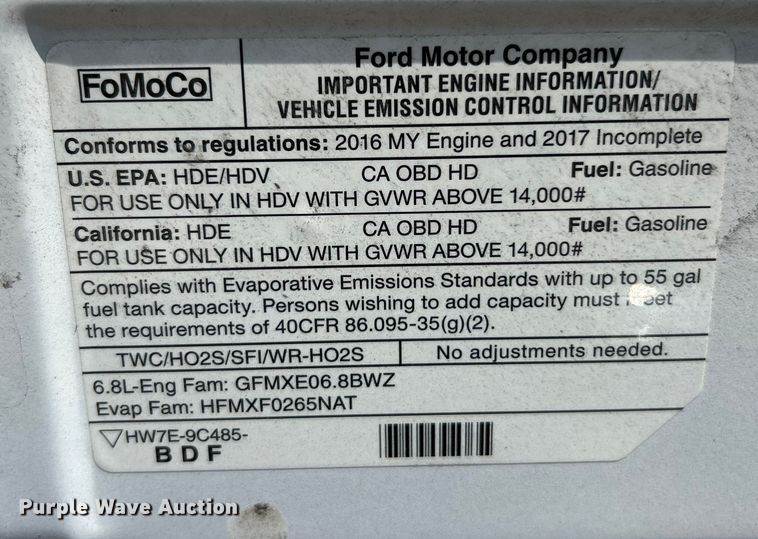 FoMoCo
Ford Motor Company
IMPORTANT ENGINE INFORMATION/
VEHICLE EMISSION CONTROL INFORMATION
Conforms to regulations: 2016 MY Engine and 2017 Incomplete
U.S. EPA: HDE/HDV CA OBD HD Fuel: Gasoline
FOR USE ONLY IN HDV WITH GVWR ABOVE 14,000#
California: HDE CA OBD HD Fuel: Gasoline
FOR USE ONLY IN HDV WITH GVWR ABOVE 14,000#
Complies with Evaporative Emissions Standards with up to 55 gal
fuel tank capacity. Persons wishing to add capacity must meet
the requirements of 40CFR 86.095-35(g)(2).
TWC/HO2S/SFI/WR-HO2S No adjustments needed.
6.8L-Eng Fam: GFMXE06.8BWZ
Evap Fam: HFMXF0265NAT
HW7E-9C485-
B D F
Purple Wave Auction